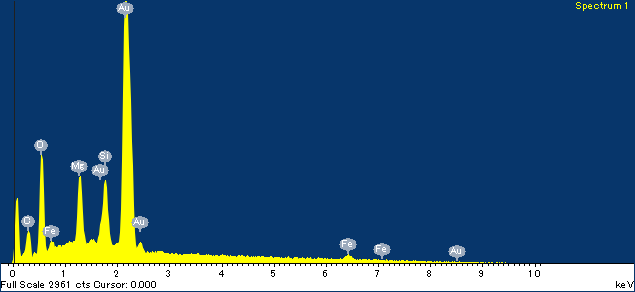 Spectrum 1
Au
O
Si
Mg
Au
C
Au
Fe
Fe
Fe
Au
0 1 2 3 4 5 6 7 8 9 10
Full Scale 2961 cts Cursor: 0.000 keV